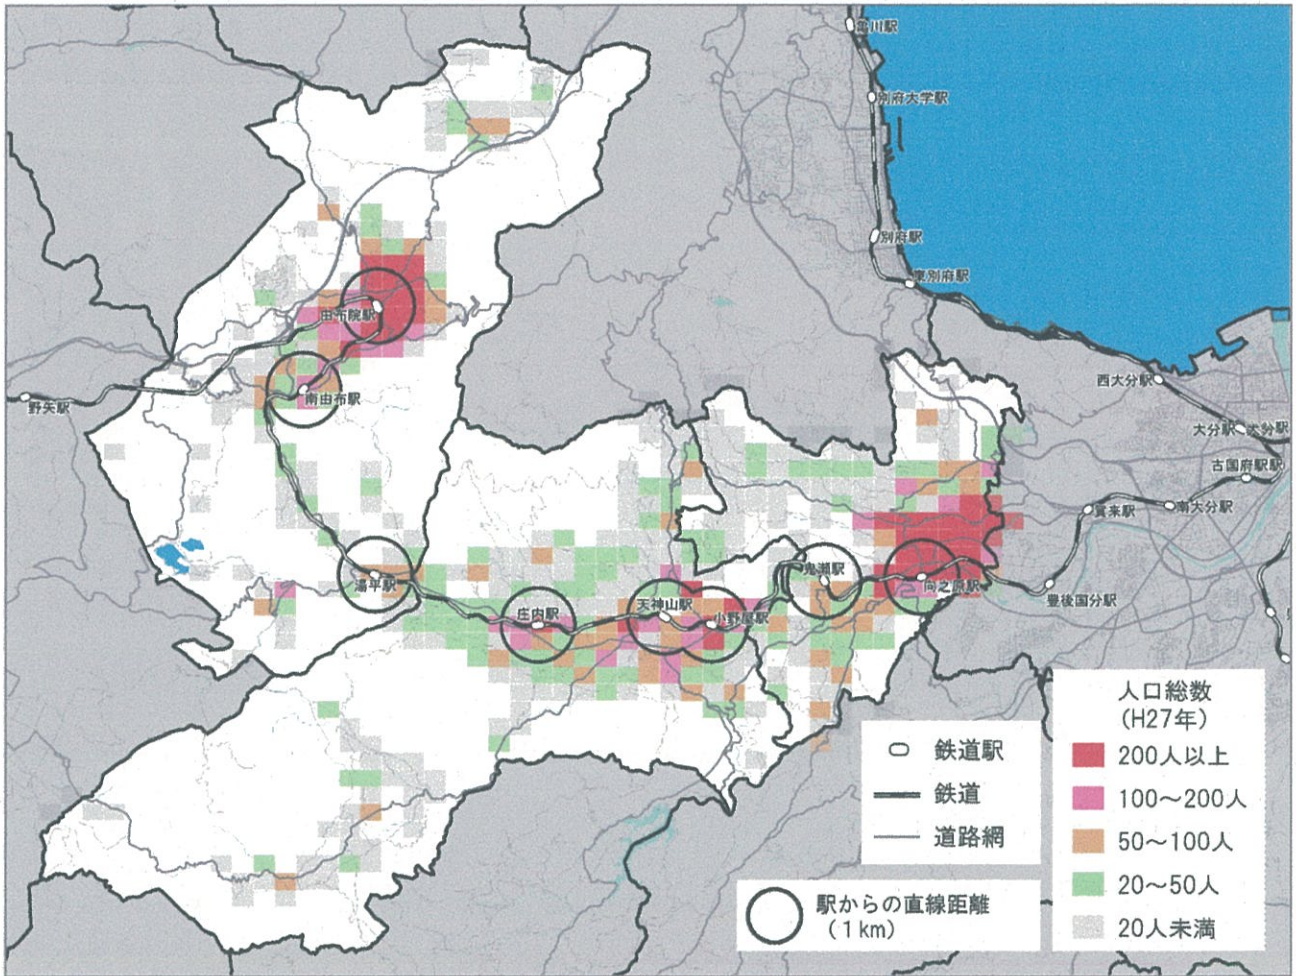 亀川駅
別府大学駅
別府駅
東別府駅
由布院駅
南由布駅
野矢駅
西大分駅
大分駅
大分駅
古国府駅駅
賀来駅
南大分駅
湯平駅
鬼瀬駅
向之原駅
豊後国分駅
庄内駅
天神山駅
小野屋駅
鉄道駅
鉄道
道路網
駅からの直線距離
(1km)
人口総数
(H27年)
200人以上
100～200人
50～100人
20～50人
20人未満